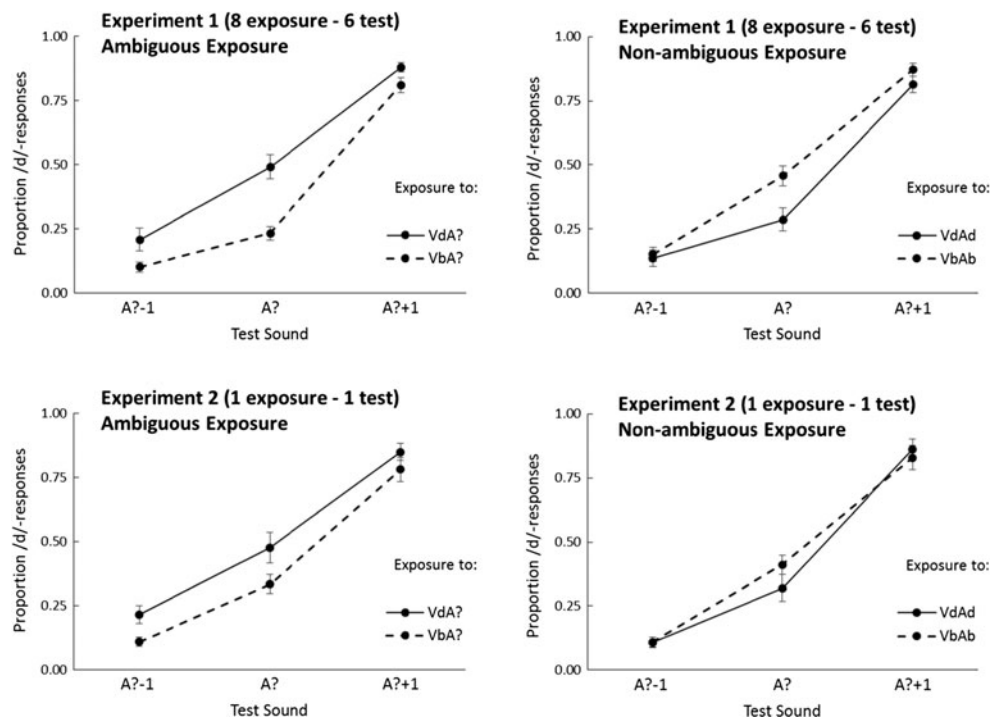 Experiment 1 (8 exposure - 6 test)
Ambiguous Exposure
Proportion /d/-responses
1.00
0.75
0.50
0.25
0.00
Exposure to:
VdA?
VbA?
A?-1
A?
A?+1
Test Sound
Experiment 1 (8 exposure - 6 test)
Non-ambiguous Exposure
Proportion /d/-responses
1.00
0.75
0.50
0.25
0.00
Exposure to:
VdAd
VbAb
A?-1
A?
A?+1
Test Sound
Experiment 2 (1 exposure - 1 test)
Ambiguous Exposure
Proportion /d/-responses
1.00
0.75
0.50
0.25
0.00
Exposure to:
VdA?
VbA?
A?-1
A?
A?+1
Test Sound
Experiment 2 (1 exposure - 1 test)
Non-ambiguous Exposure
Proportion /d/-responses
1.00
0.75
0.50
0.25
0.00
Exposure to:
VdAd
VbAb
A?-1
A?
A?+1
Test Sound